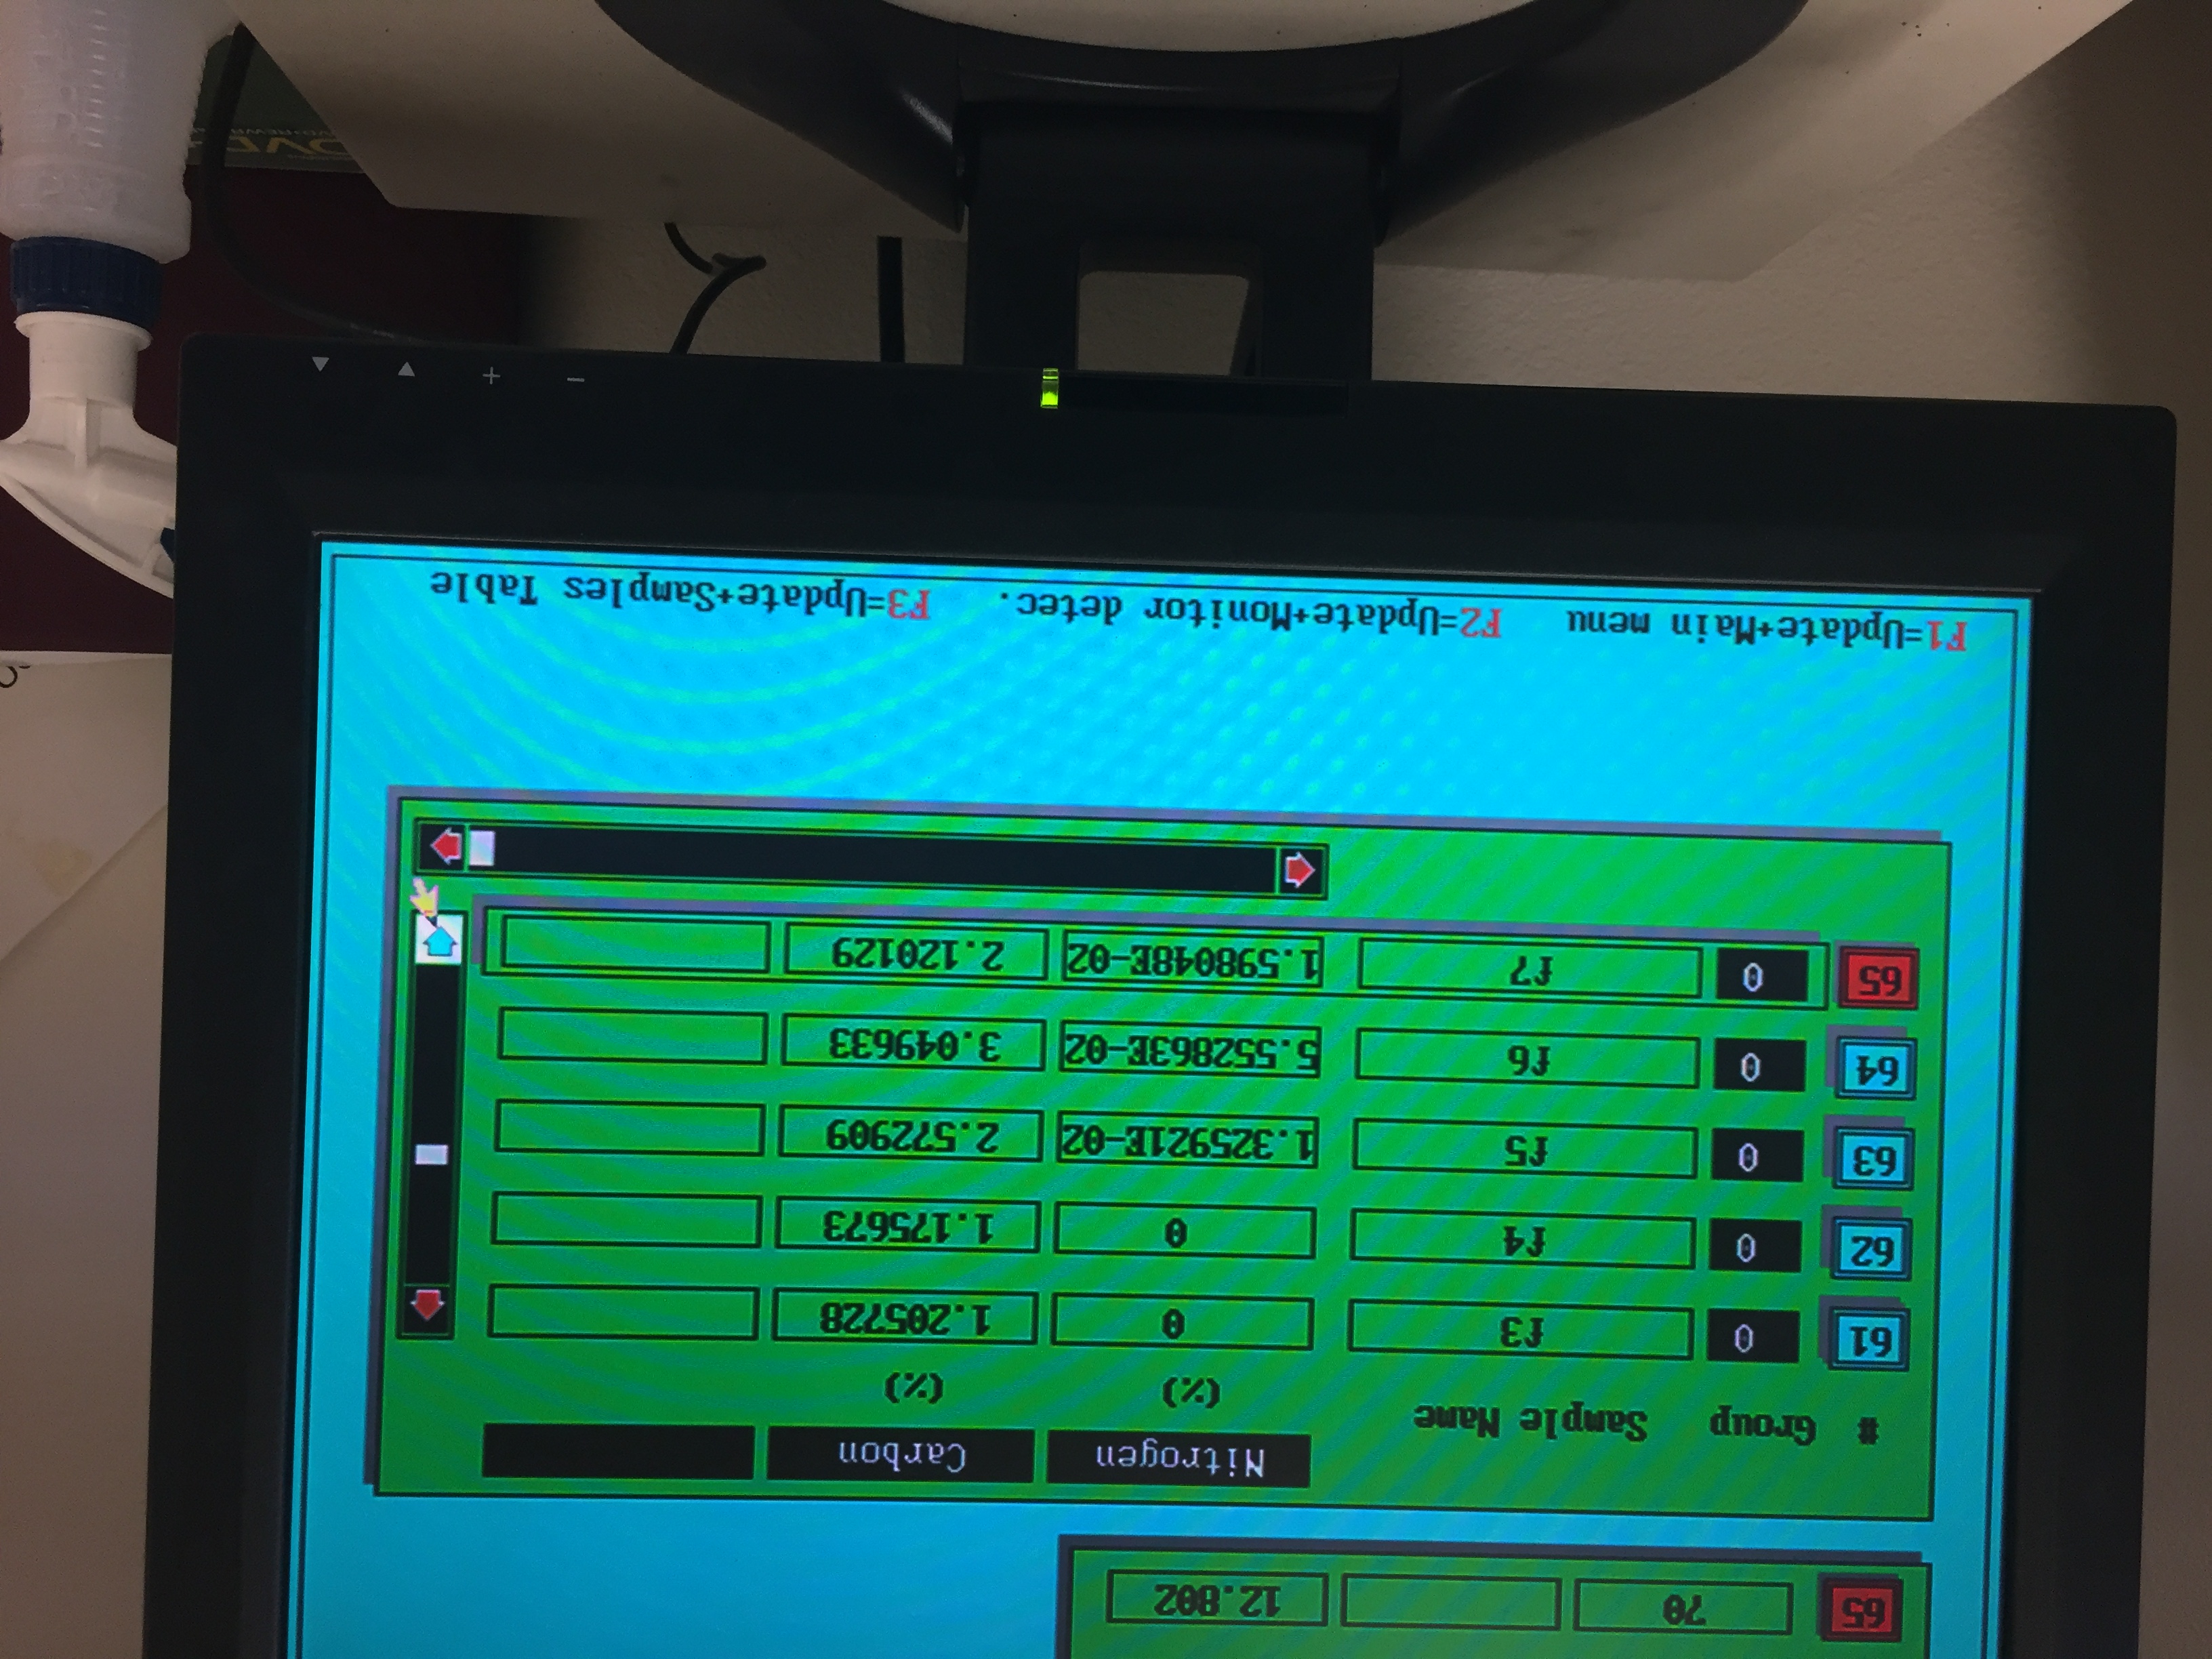 65 70 12.802
Nitrogen Carbon
# Group Sample Name (%) (%)
61 0 f3 0 1.205728
62 0 f4 0 1.175673
63 0 f5 1.325921E-02 2.572909
64 0 f6 5.552863E-02 3.049633
65 0 f7 1.598048E-02 2.120129
F1=Update+Main menu F2=Update+Monitor detec. F3=Update+Samples Table
- +
DVD